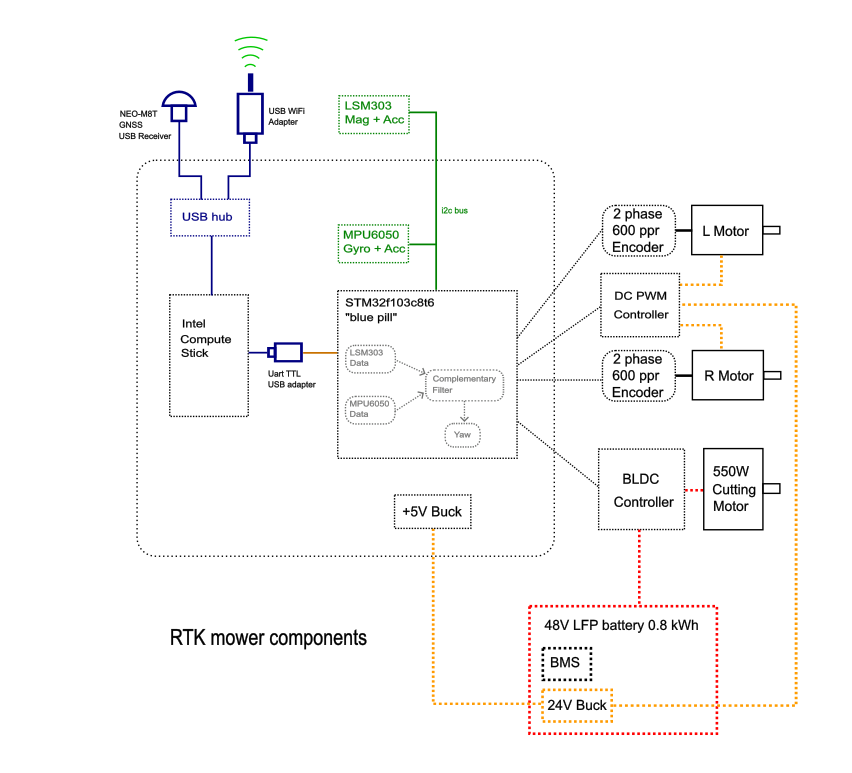 NEO-M8T
GNSS
USB Receiver
USB WiFi
Adapter
LSM303
Mag + Acc
i2c bus
USB hub
MPU6050
Gyro + Acc
2 phase
600 ppr
Encoder
L Motor
DC PWM
Controller
STM32f103c8t6
"blue pill"
Intel
Compute
Stick
Uart TTL
USB adapter
LSM303
Data
Complementary
Filter
MPU6050
Data
Yaw
2 phase
600 ppr
Encoder
R Motor
BLDC
Controller
550W
Cutting
Motor
+5V Buck
RTK mower components
48V LFP battery 0.8 kWh
BMS
24V Buck